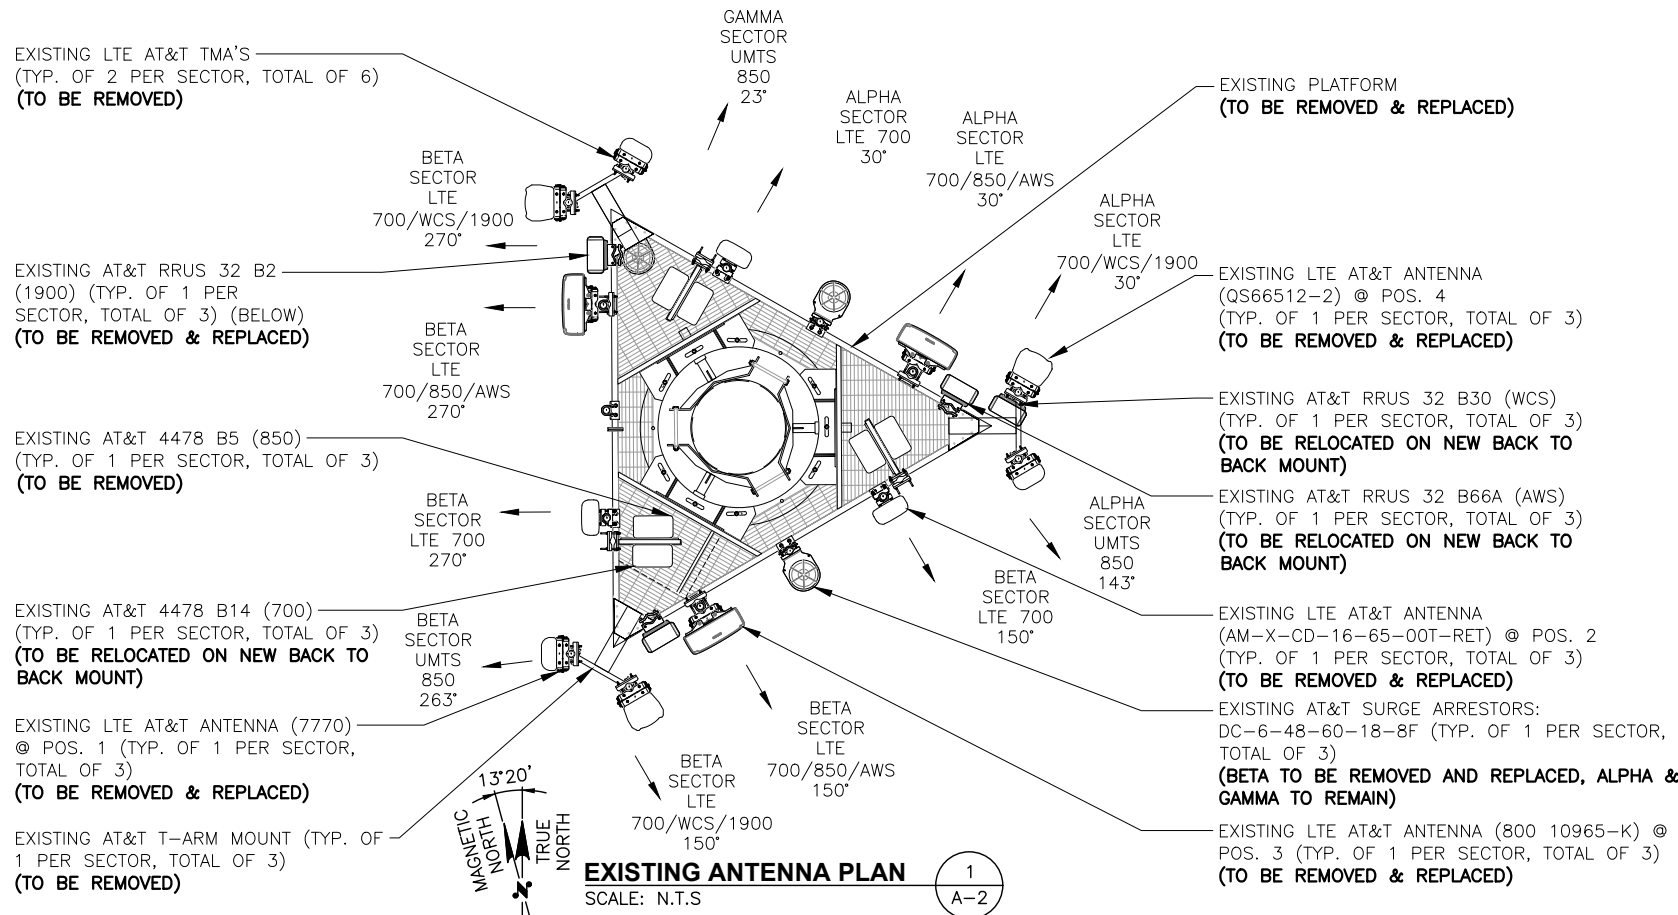 EXISTING LTE AT&T TMA'S
(TYP. OF 2 PER SECTOR, TOTAL OF 6)
(TO BE REMOVED)
EXISTING AT&T RRUS 32 B2
(1900) (TYP. OF 1 PER
SECTOR, TOTAL OF 3) (BELOW)
(TO BE REMOVED & REPLACED)
EXISTING AT&T 4478 B5 (850)
(TYP. OF 1 PER SECTOR, TOTAL OF 3)
(TO BE REMOVED)
EXISTING AT&T 4478 B14 (700)
(TYP. OF 1 PER SECTOR, TOTAL OF 3)
(TO BE RELOCATED ON NEW BACK TO
BACK MOUNT)
EXISTING LTE AT&T ANTENNA (7770)
@ POS. 1 (TYP. OF 1 PER SECTOR,
TOTAL OF 3)
(TO BE REMOVED & REPLACED)
EXISTING AT&T T-ARM MOUNT (TYP. OF
1 PER SECTOR, TOTAL OF 3)
(TO BE REMOVED)
GAMMA
SECTOR
UMTS
850
23°
ALPHA
SECTOR
LTE 700
30°
ALPHA
SECTOR
LTE
700/850/AWS
30°
ALPHA
SECTOR
LTE
700/WCS/1900
30°
BETA
SECTOR
LTE
700/WCS/1900
270°
BETA
SECTOR
LTE
700/850/AWS
270°
BETA
SECTOR
LTE 700
270°
BETA
SECTOR
UMTS
850
263°
ALPHA
SECTOR
UMTS
850
143°
BETA
SECTOR
LTE 700
150°
BETA
SECTOR
LTE
700/850/AWS
150°
BETA
SECTOR
LTE
700/WCS/1900
150°
EXISTING PLATFORM
(TO BE REMOVED & REPLACED)
EXISTING LTE AT&T ANTENNA
(QS66512-2) @ POS. 4
(TYP. OF 1 PER SECTOR, TOTAL OF 3)
(TO BE REMOVED & REPLACED)
EXISTING AT&T RRUS 32 B30 (WCS)
(TYP. OF 1 PER SECTOR, TOTAL OF 3)
(TO BE RELOCATED ON NEW BACK TO
BACK MOUNT)
EXISTING AT&T RRUS 32 B66A (AWS)
(TYP. OF 1 PER SECTOR, TOTAL OF 3)
(TO BE RELOCATED ON NEW BACK TO
BACK MOUNT)
EXISTING LTE AT&T ANTENNA
(AM-X-CD-16-65-00T-RET) @ POS. 2
(TYP. OF 1 PER SECTOR, TOTAL OF 3)
(TO BE REMOVED & REPLACED)
EXISTING AT&T SURGE ARRESTORS:
DC-6-48-60-18-8F (TYP. OF 1 PER SECTOR,
TOTAL OF 3)
(BETA TO BE REMOVED AND REPLACED, ALPHA &
GAMMA TO REMAIN)
EXISTING LTE AT&T ANTENNA (800 10965-K) @
POS. 3 (TYP. OF 1 PER SECTOR, TOTAL OF 3)
(TO BE REMOVED & REPLACED)
13°20'
MAGNETIC
NORTH
TRUE
NORTH
N
EXISTING ANTENNA PLAN
SCALE: N.T.S
1
A-2